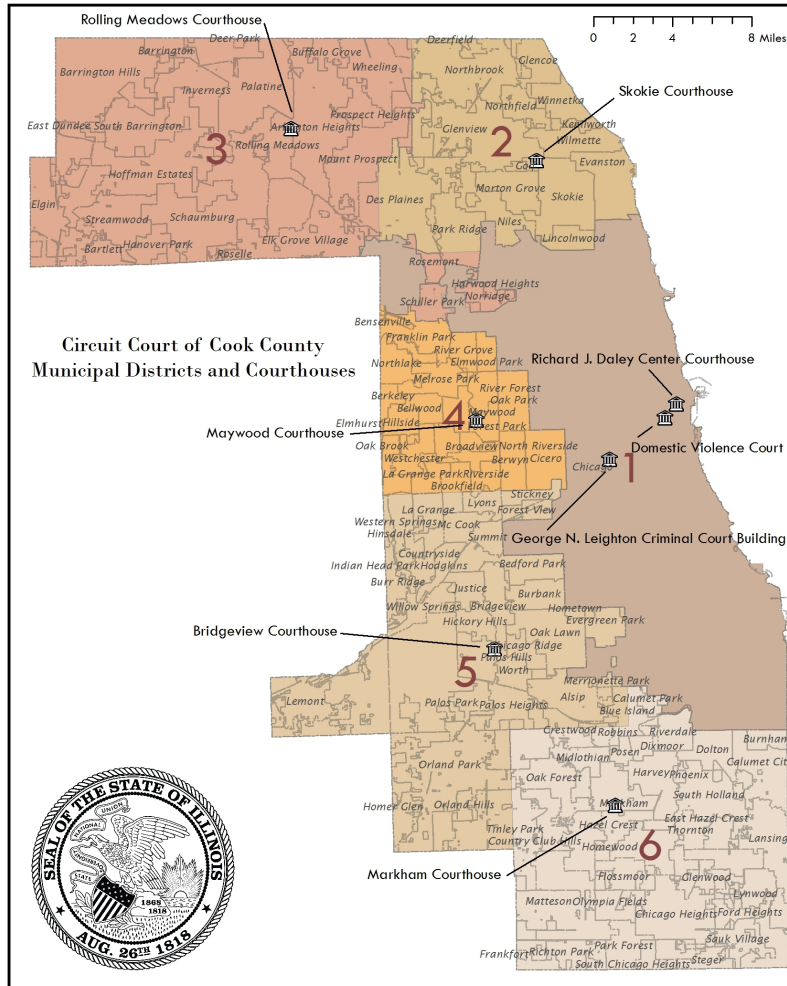 Rolling Meadows Courthouse
0 2 4 8 Miles
Deer Park
Deerfield
Barrington
Buffalo Grove
Glencoe
Barrington Hills
Wheeling
Northbrook
Skokie Courthouse
Inverness
Palatine
Northfield
Winnetka
Prospect Heights
Kenilworth
East Dundee
South Barrington
Arlington Heights
Glenview
Wilmette
3
Rolling Meadows
2
Mount Prospect
Golf
Evanston
Hoffman Estates
Morton Grove
Skokie
Elgin
Des Plaines
Streamwood
Schaumburg
Niles
Park Ridge
Bartlett
Hanover Park
Elk Grove Village
Lincolnwood
Roselle
Rosemont
Harwood Heights
Schiller Park
Norridge
Bensenville
Circuit Court of Cook County
Municipal Districts and Courthouses
Franklin Park
River Grove
Northlake
Elmwood Park
Richard J. Daley Center Courthouse
Melrose Park
River Forest
Berkeley
Oak Park
Bellwood
4
Maywood
Elmhurst
Hillside
Forest Park
Maywood Courthouse
Oak Brook
Broadview
North Riverside
Domestic Violence Court
Westchester
Berwyn
Cicero
Chicago
1
La Grange Park
Riverside
Brookfield
Stickney
Lyons
La Grange
Forest View
Western Springs
Mc Cook
Hinsdale
Summit
George N. Leighton Criminal Court Building
Countryside
Indian Head Park
Hodgkins
Bedford Park
Burr Ridge
Justice
Burbank
Willow Springs
Bridgeview
Hometown
Hickory Hills
Evergreen Park
Bridgeview Courthouse
Oak Lawn
Chicago Ridge
Palos Hills
5
Worth
Merrionette Park
Lemont
Palos Park
Palos Heights
Alsip
Calumet Park
Blue Island
Crestwood
Robbins
Riverdale
Burnham
Posen
Dixmoor
Dolton
Midlothian
Calumet Cit
Orland Park
Oak Forest
Harvey
Phoenix
South Holland
Homer Glen
Orland Hills
Markham
East Hazel Crest
Hazel Crest
Tinley Park
Thornton
Country Club Hills
Homewood
6
Lansing
Markham Courthouse
Flossmoor
Glenwood
Lynwood
Matteson
Olympia Fields
Chicago Heights
Ford Heights
Sauk Village
Frankfort
Richton Park
Park Forest
Steger
South Chicago Heights
SEAL OF THE STATE OF ILLINOIS
STATE
NATIONAL
UNION
1868
1818
AUG. 26TH 1818